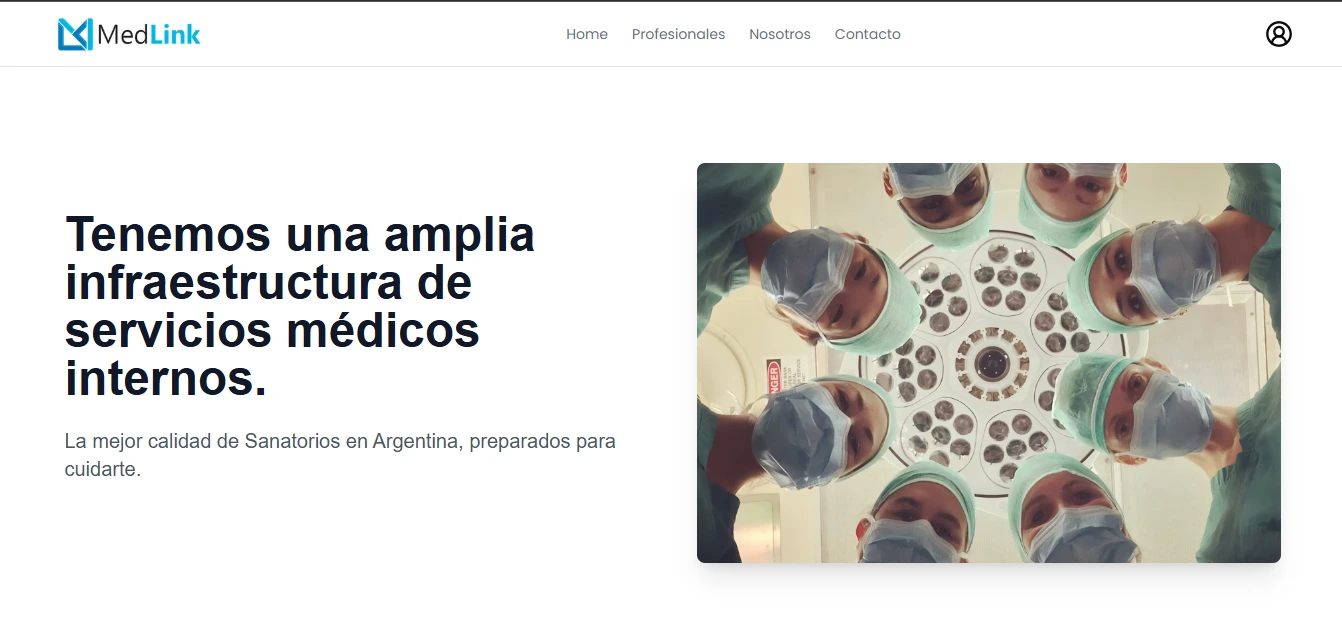 MedLink
Home Profesionales Nosotros Contacto
Tenemos una amplia
infraestructura de
servicios médicos
internos.
La mejor calidad de Sanatorios en Argentina, preparados para
cuidarte.
NGER